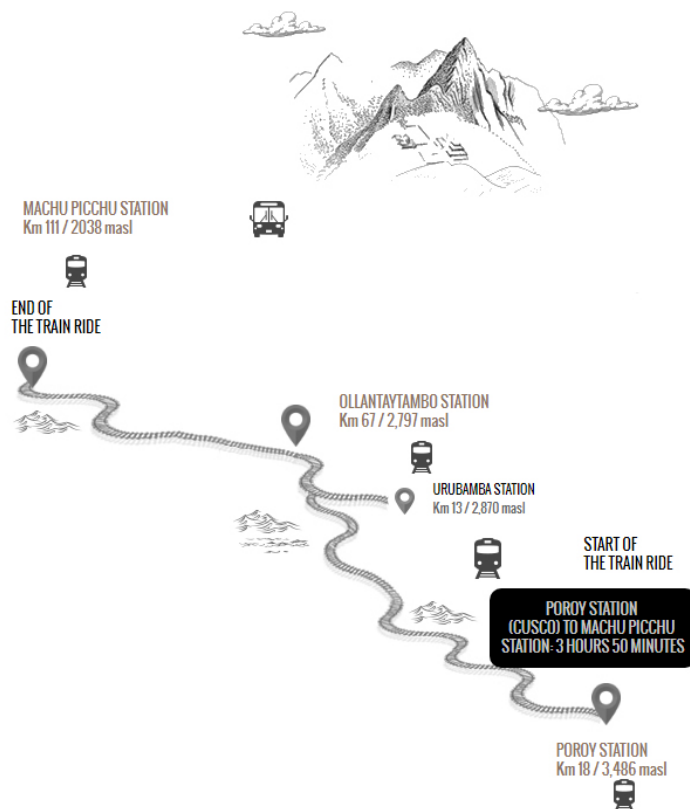 MACHU PICCHU STATION
Km 111 / 2038 masl
END OF
THE TRAIN RIDE
OLLANTAYTAMBO STATION
Km 67 / 2,797 masl
URUBAMBA STATION
Km 13 / 2,870 masl
START OF
THE TRAIN RIDE
POROY STATION
(CUSCO) TO MACHU PICCHU
STATION: 3 HOURS 50 MINUTES
POROY STATION
Km 18 / 3,486 masl